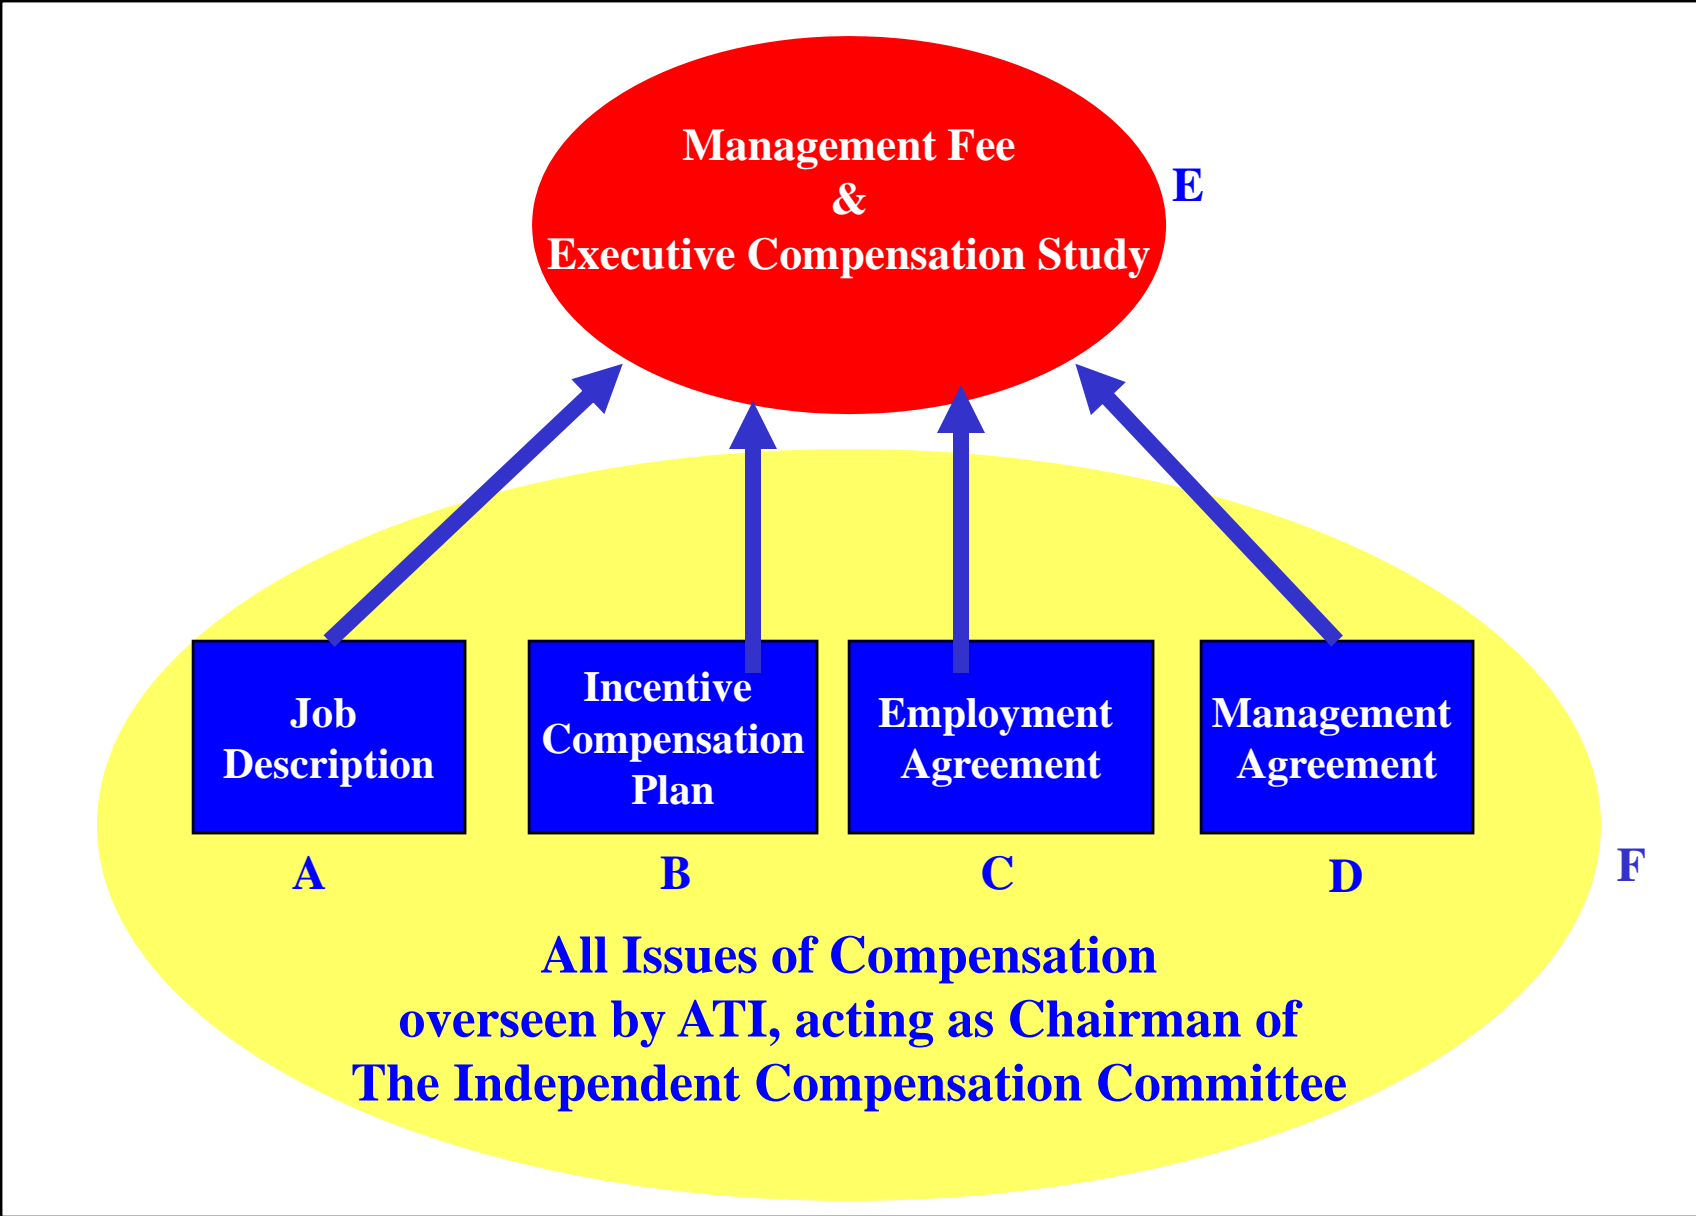 Management Fee
&
Executive Compensation Study
E
Job
Description
A
Incentive
Compensation
Plan
B
Employment
Agreement
C
Management
Agreement
D
F
All Issues of Compensation
overseen by ATI, acting as Chairman of
The Independent Compensation Committee